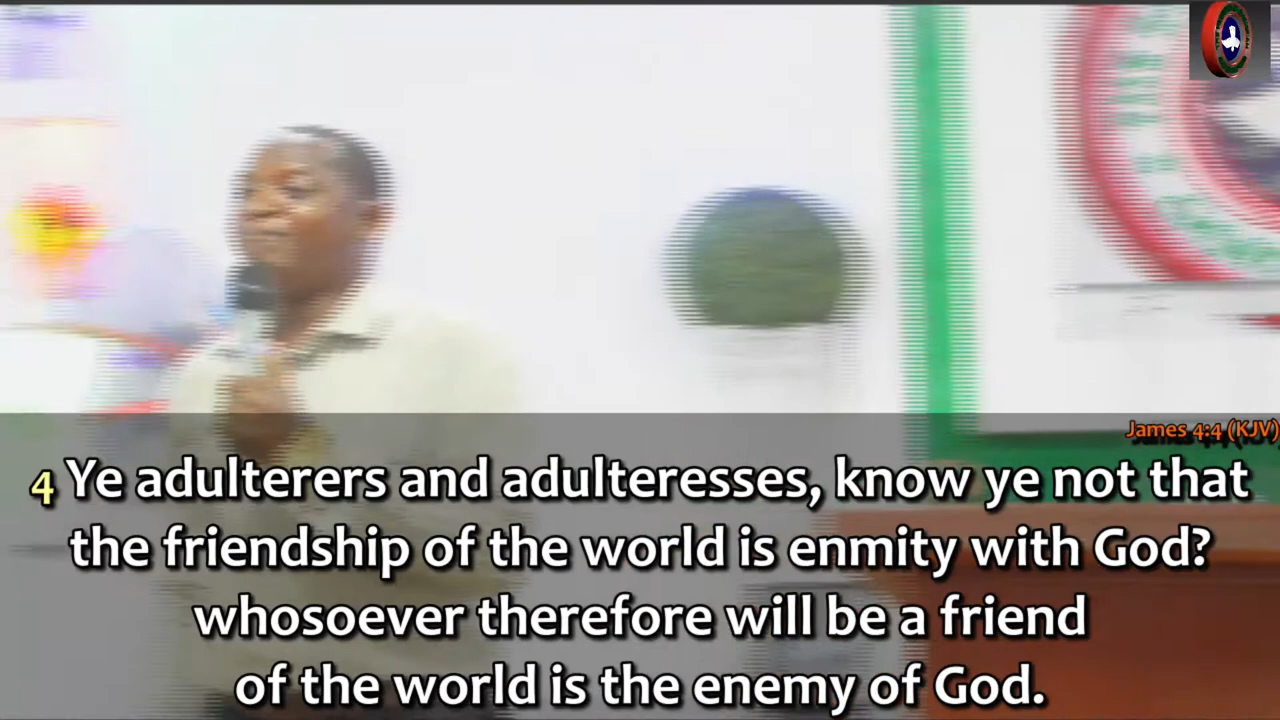 James 4:4 (KJV)
4 Ye adulterers and adulteresses, know ye not that
the friendship of the world is enmity with God?
whosoever therefore will be a friend
of the world is the enemy of God.